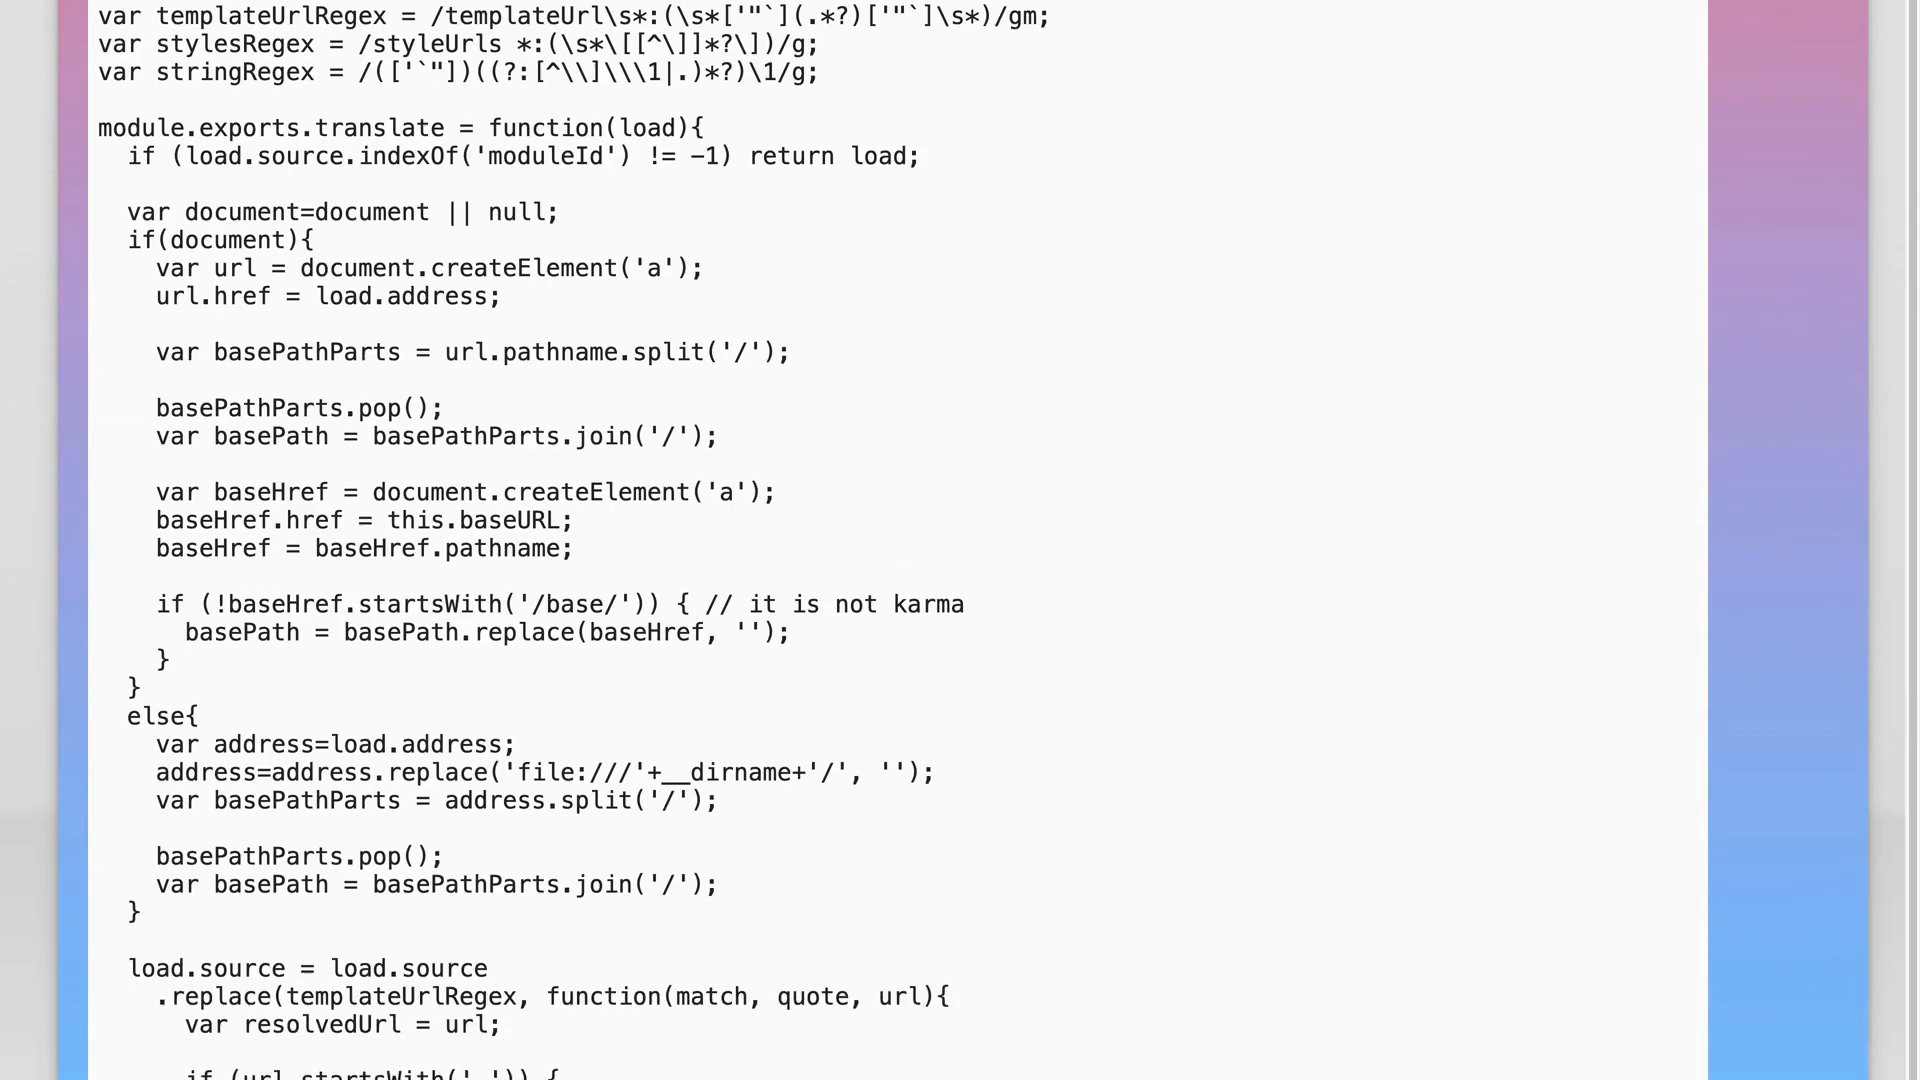 var templateUrlRegex = /templateUrl\s*:(\s*['"`](.*?)['"`]\s*)/gm;
var stylesRegex = /styleUrls *:(\s*\[[^\]]*?\])/g;
var stringRegex = /(['`"])((?:[^\\]\\\1|.)*?)\1/g;

module.exports.translate = function(load){
  if (load.source.indexOf('moduleId') != -1) return load;

  var document=document || null;
  if(document){
    var url = document.createElement('a');
    url.href = load.address;

    var basePathParts = url.pathname.split('/');

    basePathParts.pop();
    var basePath = basePathParts.join('/');

    var baseHref = document.createElement('a');
    baseHref.href = this.baseURL;
    baseHref = baseHref.pathname;

    if (!baseHref.startsWith('/base/')) { // it is not karma
      basePath = basePath.replace(baseHref, '');
    }
  }
  else{
    var address=load.address;
    address=address.replace('file:///'+__dirname+'/', '');
    var basePathParts = address.split('/');

    basePathParts.pop();
    var basePath = basePathParts.join('/');
  }

  load.source = load.source
    .replace(templateUrlRegex, function(match, quote, url){
      var resolvedUrl = url;

      if (url.startsWith('.')) {